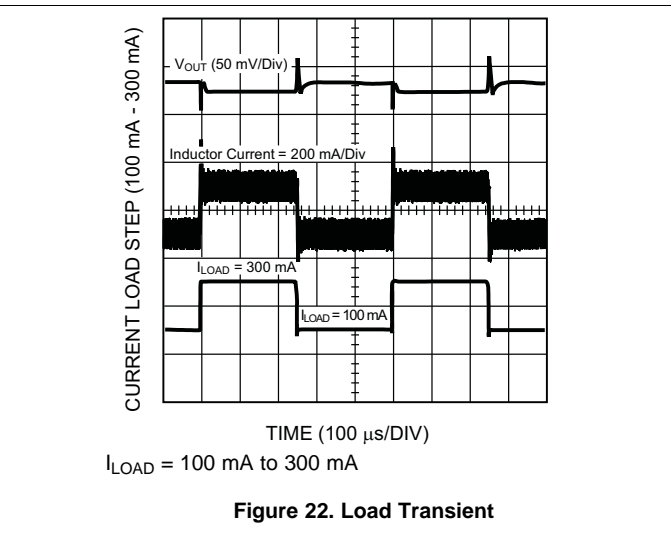 CURRENT LOAD STEP (100 mA - 300 mA)
VOUT (50 mV/Div)
Inductor Current = 200 mA/Div
ILOAD = 300 mA
ILOAD = 100 mA
TIME (100 μs/DIV)
ILOAD = 100 mA to 300 mA
Figure 22. Load Transient